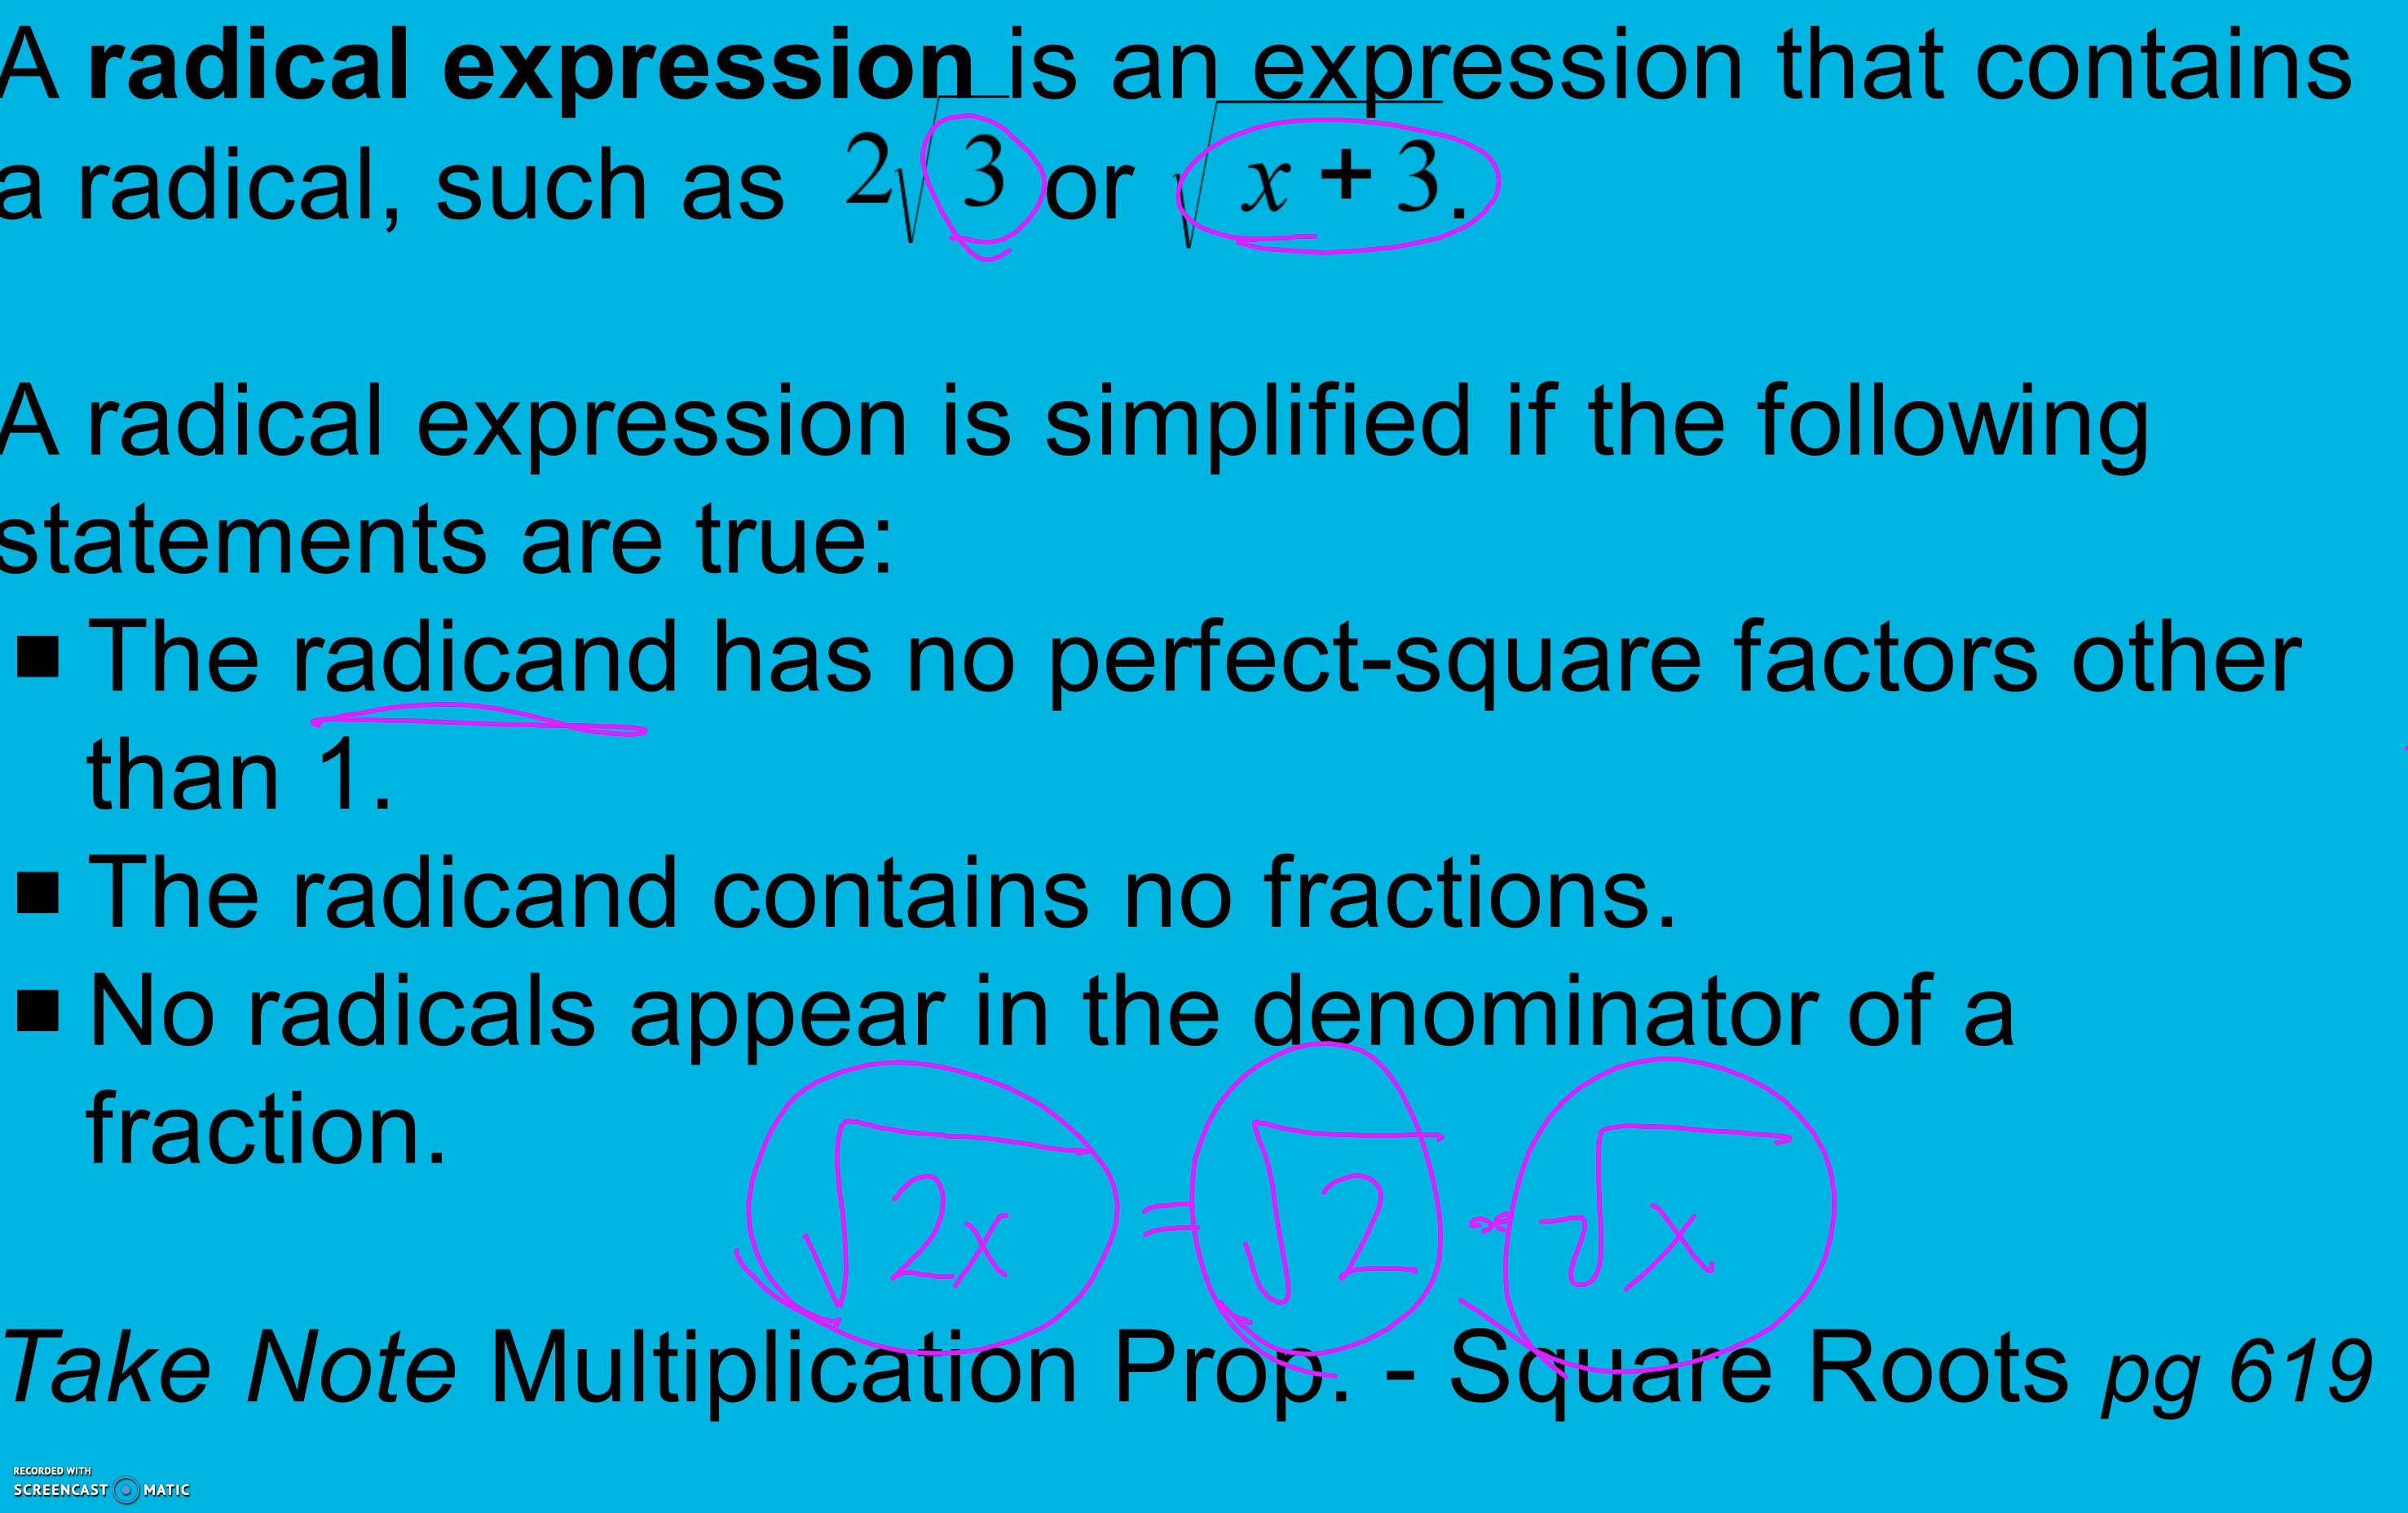 A radical expression is an expression that contains
a radical, such as 2√3 or √x + 3.
A radical expression is simplified if the following
statements are true:
■ The radicand has no perfect-square factors other
than 1.
■ The radicand contains no fractions.
■ No radicals appear in the denominator of a
fraction.
√2x = √2 * √x
Take Note Multiplication Prop. - Square Roots pg 619
RECORDED WITH
SCREENCAST MATIC